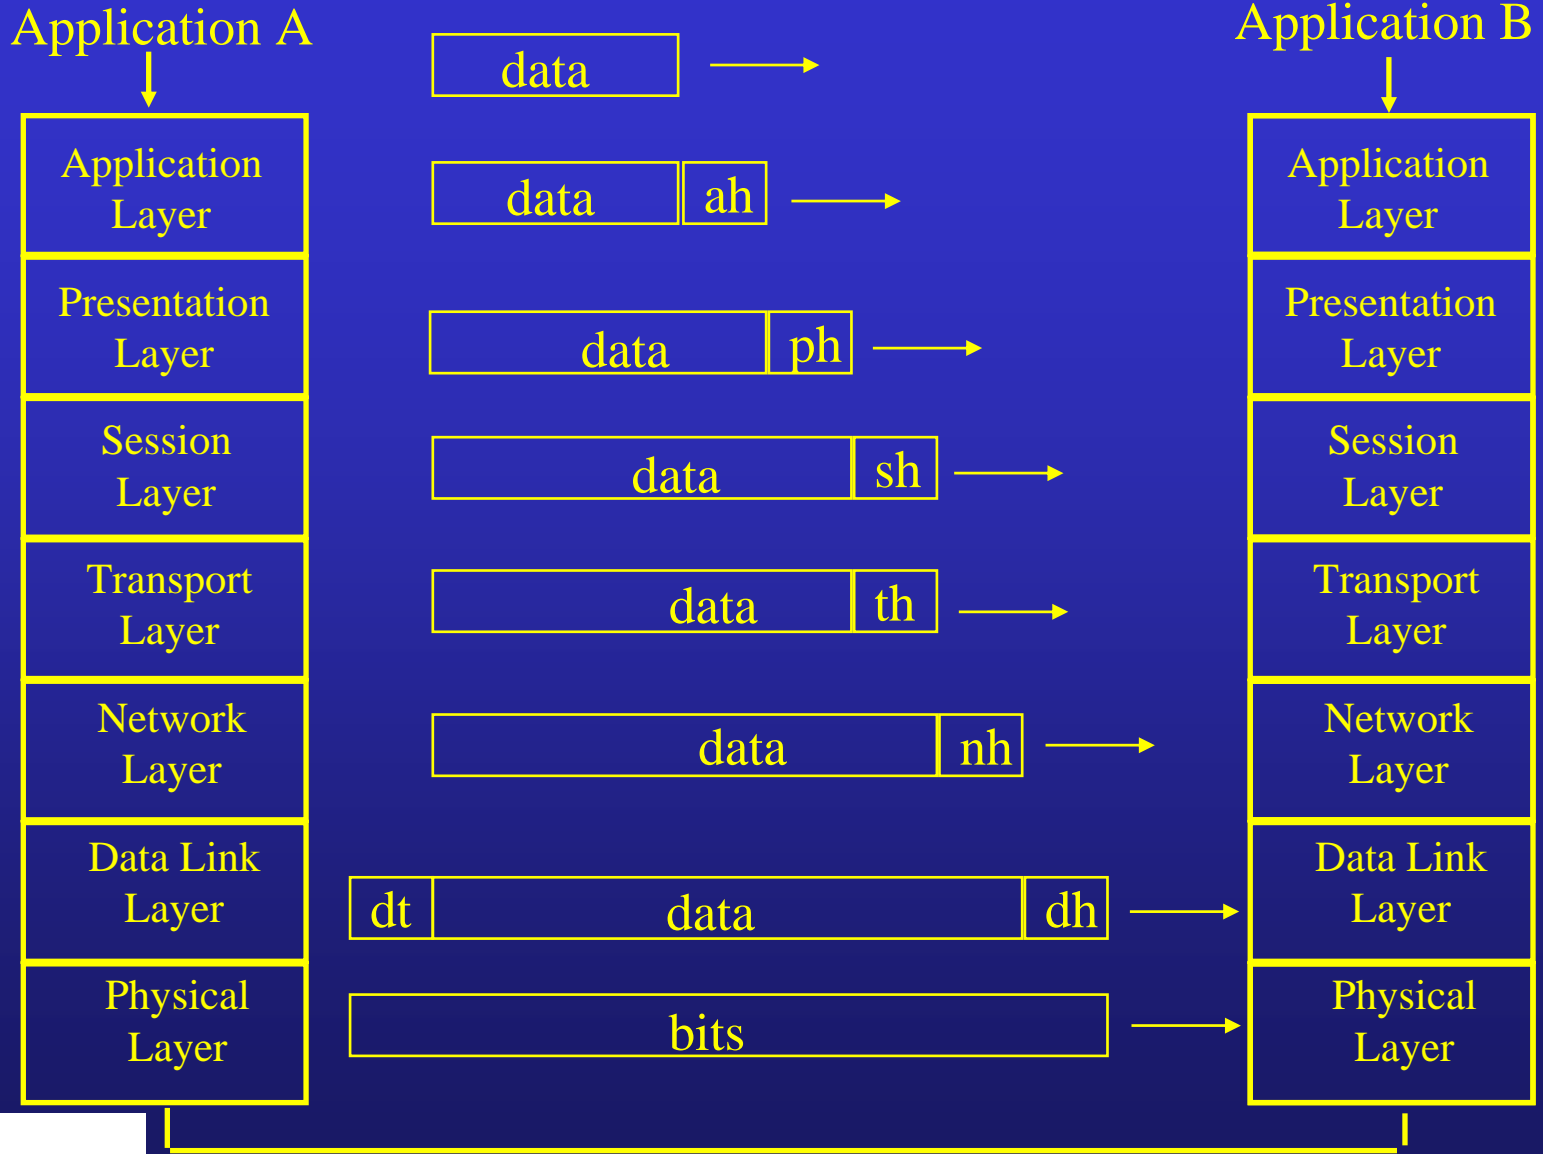 Application A
Application B
data
Application
Layer
data ah
Application
Layer
Presentation
Layer
data ph
Presentation
Layer
Session
Layer
data sh
Session
Layer
Transport
Layer
data th
Transport
Layer
Network
Layer
data nh
Network
Layer
Data Link
Layer
dt data dh
Data Link
Layer
Physical
Layer
bits
Physical
Layer